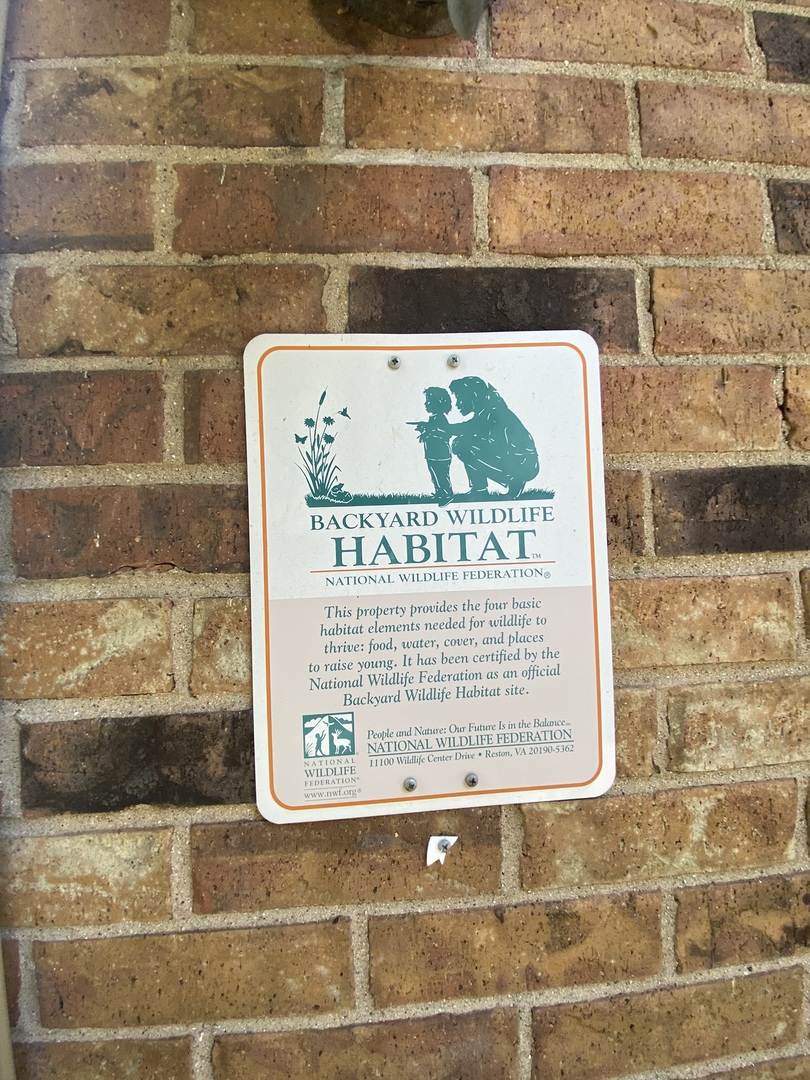 BACKYARD WILDLIFE
HABITAT™
NATIONAL WILDLIFE FEDERATION®
This property provides the four basic
habitat elements needed for wildlife to
thrive: food, water, cover, and places
to raise young. It has been certified by the
National Wildlife Federation as an official
Backyard Wildlife Habitat site.
NATIONAL
WILDLIFE
FEDERATION®
www.nwf.org®
People and Nature: Our Future Is in the Balance℠
NATIONAL WILDLIFE FEDERATION
11100 Wildlife Center Drive • Reston, VA 20190-5362